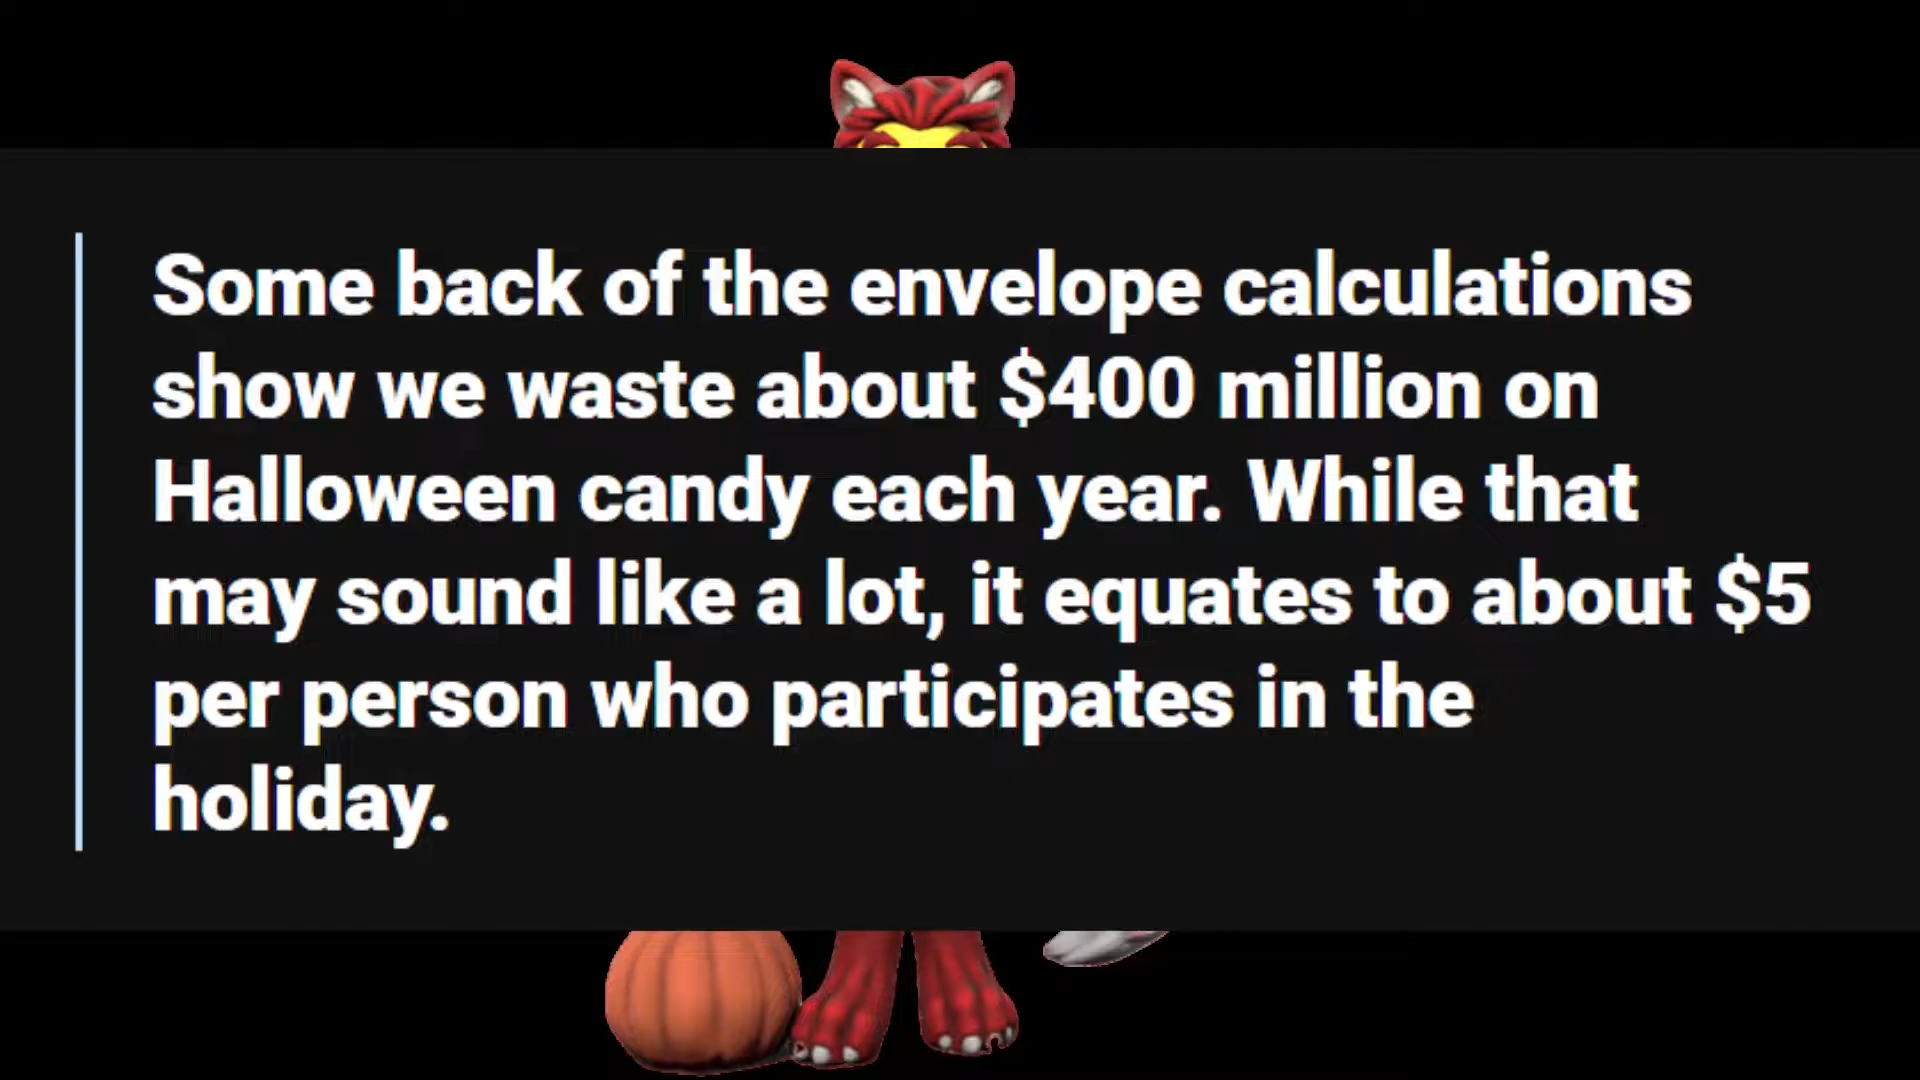 Some back of the envelope calculations
show we waste about $400 million on
Halloween candy each year. While that
may sound like a lot, it equates to about $5
per person who participates in the
holiday.